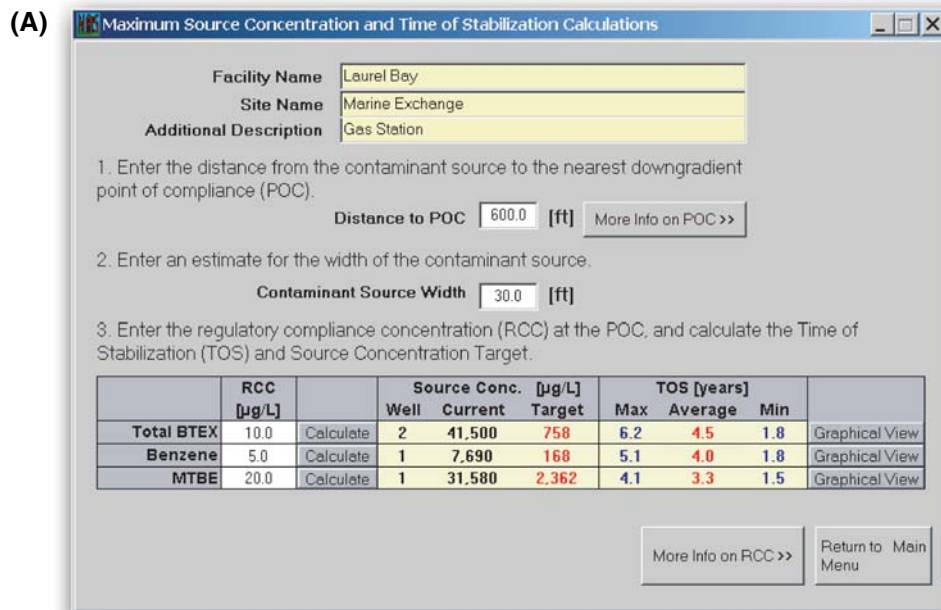 (A)
Maximum Source Concentration and Time of Stabilization Calculations
Facility Name Laurel Bay
Site Name Marine Exchange
Additional Description Gas Station
1. Enter the distance from the contaminant source to the nearest downgradient
point of compliance (POC).
Distance to POC 600.0 [ft] More Info on POC >>
2. Enter an estimate for the width of the contaminant source.
Contaminant Source Width 30.0 [ft]
3. Enter the regulatory compliance concentration (RCC) at the POC, and calculate the Time of
Stabilization (TOS) and Source Concentration Target.
RCC Source Conc. [µg/L] TOS [years]
[µg/L] Well Current Target Max Average Min
Total BTEX 10.0 Calculate 2 41,500 758 6.2 4.5 1.8 Graphical View
Benzene 5.0 Calculate 1 7,690 168 5.1 4.0 1.8 Graphical View
MTBE 20.0 Calculate 1 31,580 2,362 4.1 3.3 1.5 Graphical View
More Info on RCC >> Return to Main
Menu